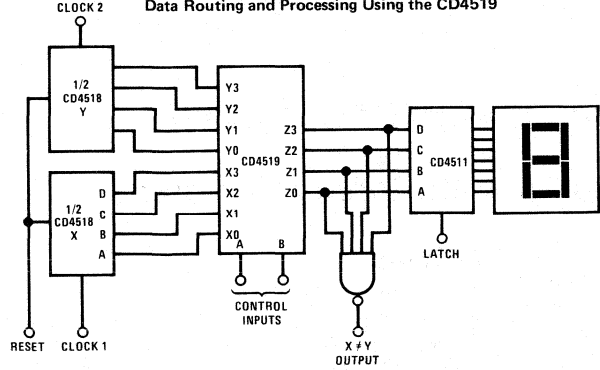 Data Routing and Processing Using the CD4519
CLOCK 2
1/2
CD4518
Y
Y3
Y2
Y1
Y0
X3
X2
X1
X0
CD4519
Z3
Z2
Z1
Z0
A
B
D
C
B
A
CD4511
1/2
CD4518
X
D
C
B
A
LATCH
CONTROL
INPUTS
RESET
CLOCK 1
X ≠ Y
OUTPUT